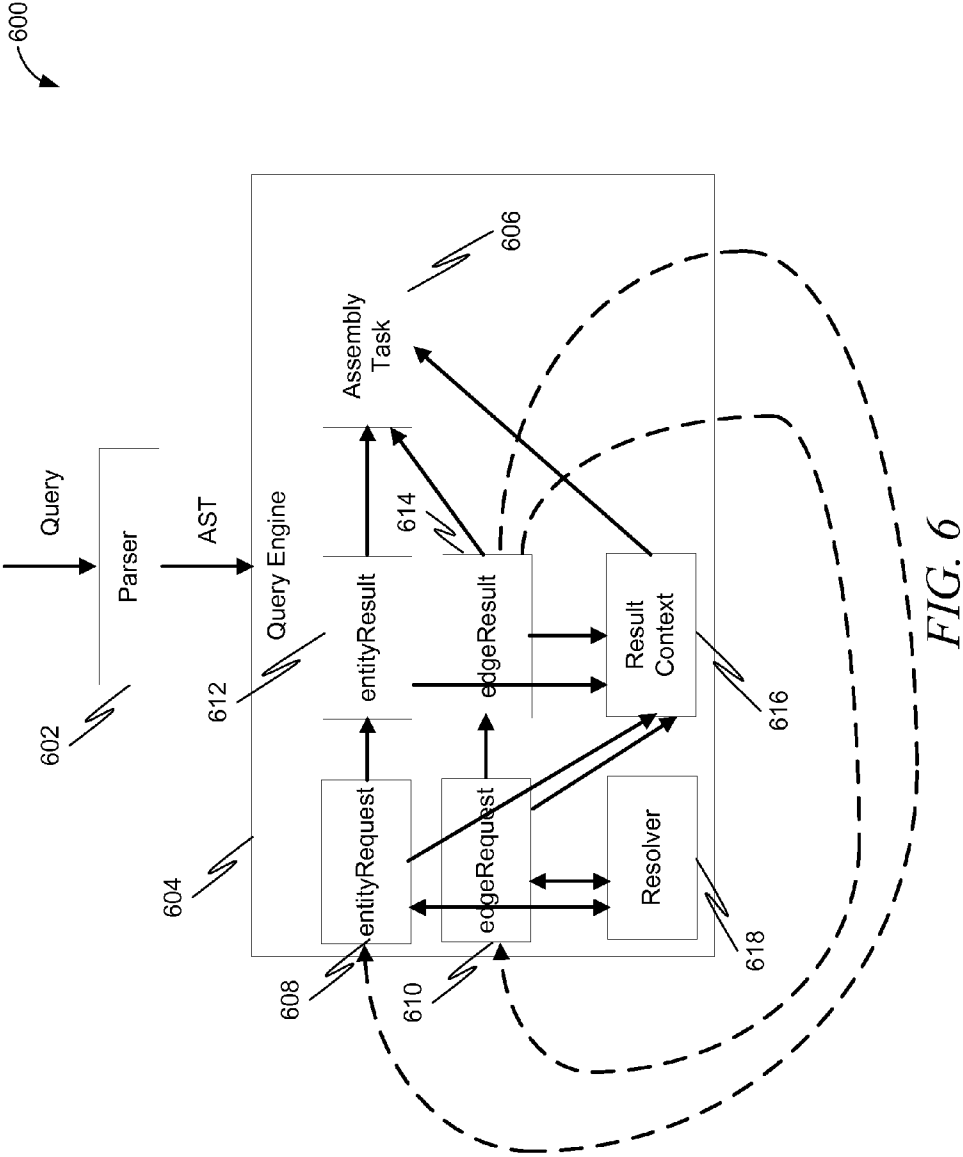 600
Query
Parser
602
AST
Query Engine
604
606
Assembly
Task
612
entityResult
614
edgeResult
608
entityRequest
610
edgeRequest
Result
Context
616
Resolver
618
FIG. 6